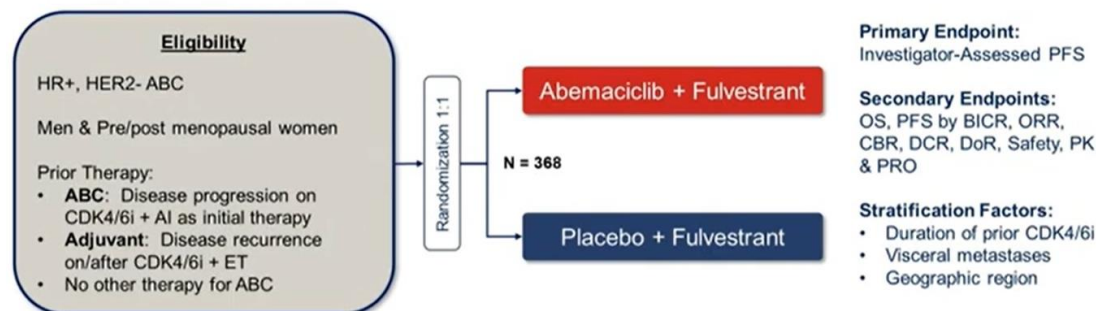 Eligibility
HR+, HER2- ABC
Men & Pre/post menopausal women
Prior Therapy:
• ABC: Disease progression on
CDK4/6i + AI as initial therapy
• Adjuvant: Disease recurrence
on/after CDK4/6i + ET
• No other therapy for ABC
Randomization 1:1
Abemaciclib + Fulvestrant
N = 368
Placebo + Fulvestrant
Primary Endpoint:
Investigator-Assessed PFS
Secondary Endpoints:
OS, PFS by BICR, ORR,
CBR, DCR, DoR, Safety, PK
& PRO
Stratification Factors:
• Duration of prior CDK4/6i
• Visceral metastases
• Geographic region